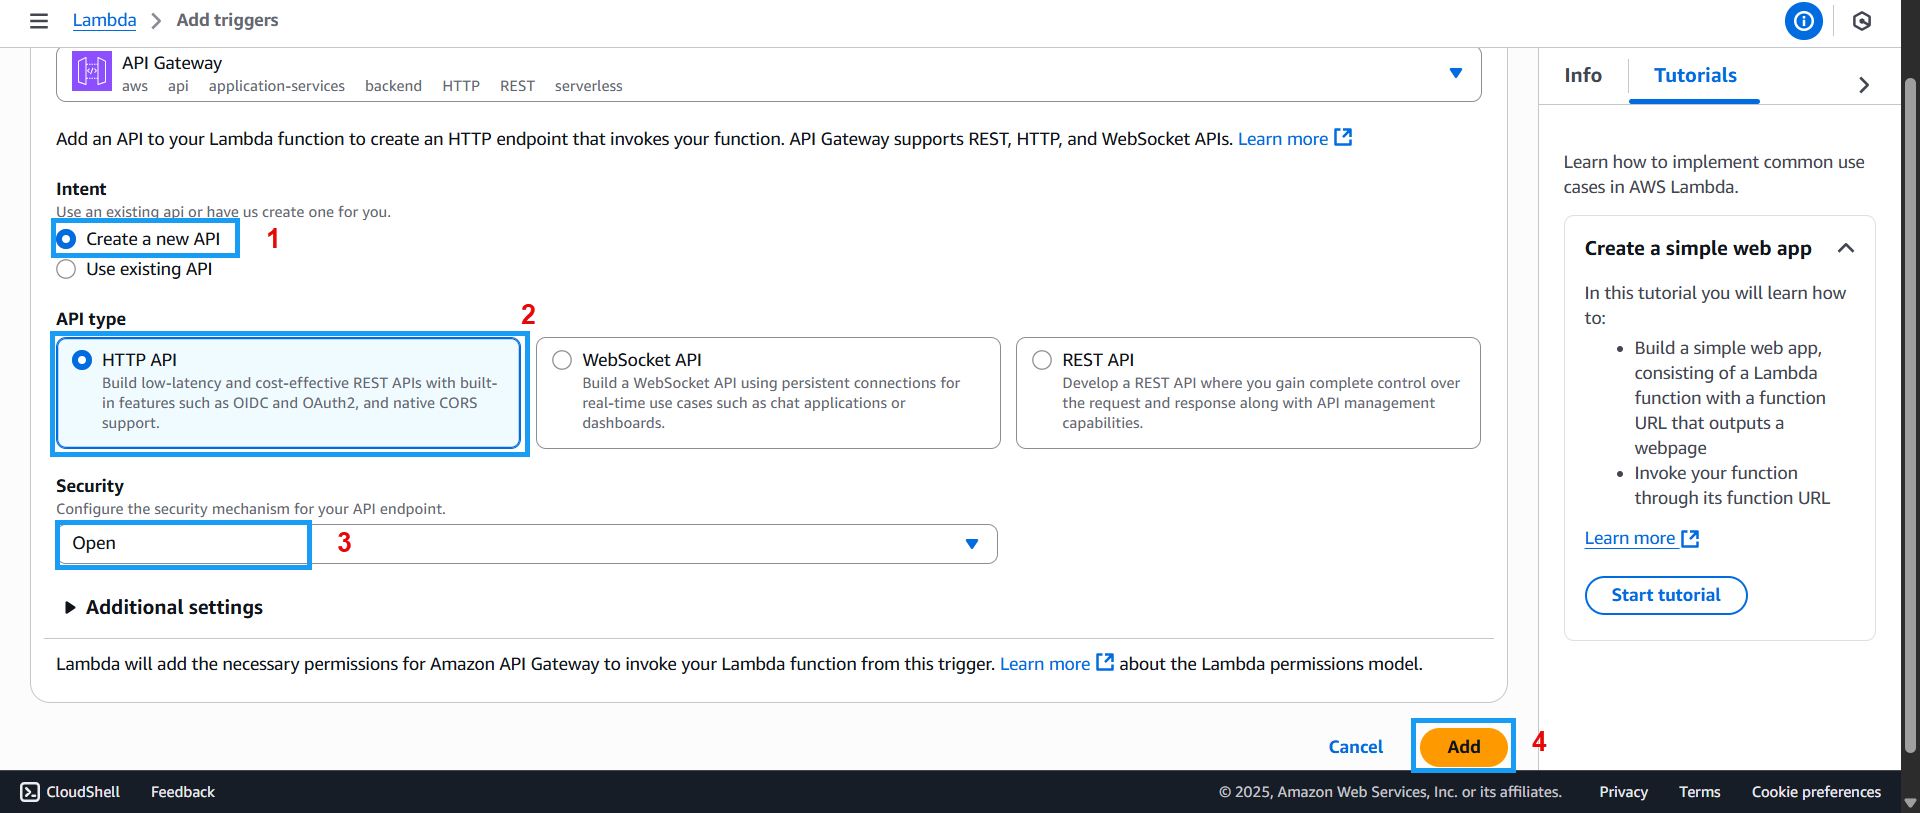 Lambda > Add triggers
API Gateway
aws api application-services backend HTTP REST serverless
Add an API to your Lambda function to create an HTTP endpoint that invokes your function. API Gateway supports REST, HTTP, and WebSocket APIs. Learn more
Intent
Use an existing api or have us create one for you.
Create a new API 1
Use existing API
API type 2
HTTP API
Build low-latency and cost-effective REST APIs with built-
in features such as OIDC and OAuth2, and native CORS
support.
WebSocket API
Build a WebSocket API using persistent connections for
real-time use cases such as chat applications or
dashboards.
REST API
Develop a REST API where you gain complete control over
the request and response along with API management
capabilities.
Security
Configure the security mechanism for your API endpoint.
Open 3
Additional settings
Lambda will add the necessary permissions for Amazon API Gateway to invoke your Lambda function from this trigger. Learn more about the Lambda permissions model.
Cancel Add 4
Info Tutorials
Learn how to implement common use
cases in AWS Lambda.
Create a simple web app
In this tutorial you will learn how
to:
• Build a simple web app,
consisting of a Lambda
function with a function
URL that outputs a
webpage
• Invoke your function
through its function URL
Learn more
Start tutorial
CloudShell Feedback © 2025, Amazon Web Services, Inc. or its affiliates. Privacy Terms Cookie preferences